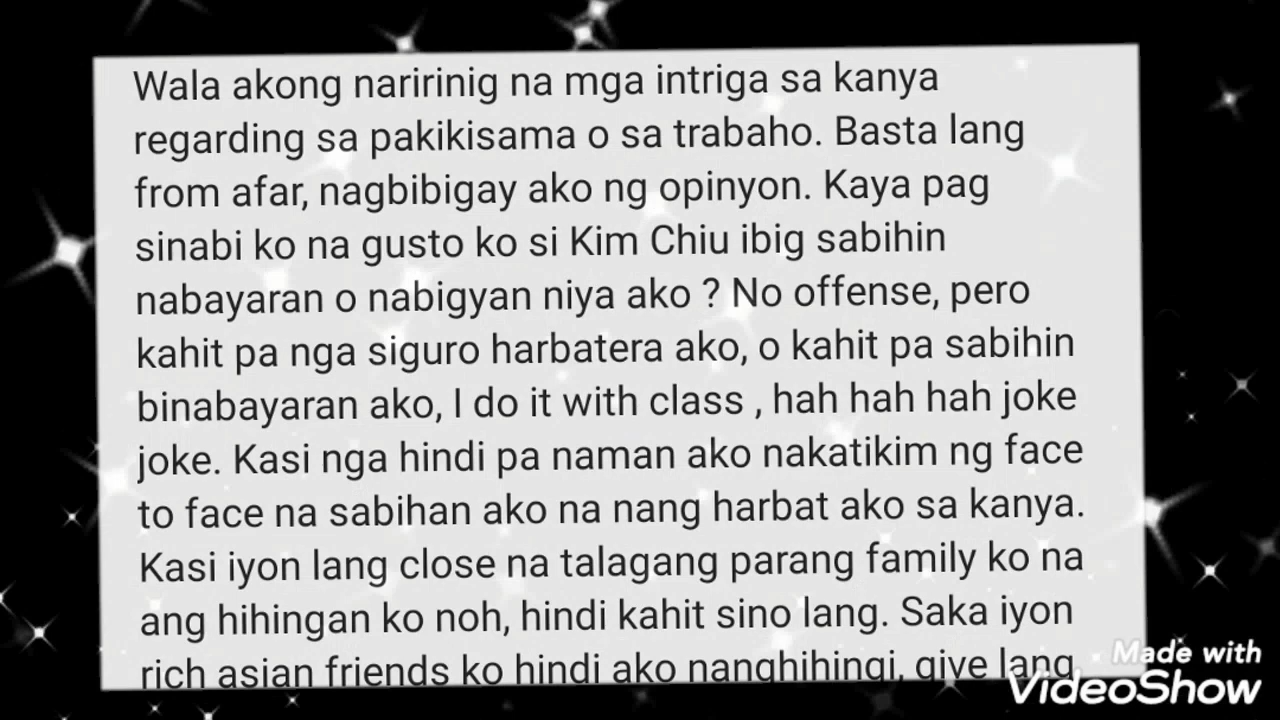 Wala akong naririnig na mga intriga sa kanya
regarding sa pakikisama o sa trabaho. Basta lang
from afar, nagbibigay ako ng opinyon. Kaya pag
sinabi ko na gusto ko si Kim Chiu ibig sabihin
nabayaran o nabigyan niya ako ? No offense, pero
kahit pa nga siguro harbatera ako, o kahit pa sabihin
binabayaran ako, I do it with class , hah hah hah joke
joke. Kasi nga hindi pa naman ako nakatikim ng face
to face na sabihan ako na nang harbat ako sa kanya.
Kasi iyon lang close na talagang parang family ko na
ang hihingan ko noh, hindi kahit sino lang. Saka iyon
rich asian friends ko hindi ako nanghihingi, give lang
Made with
VideoShow